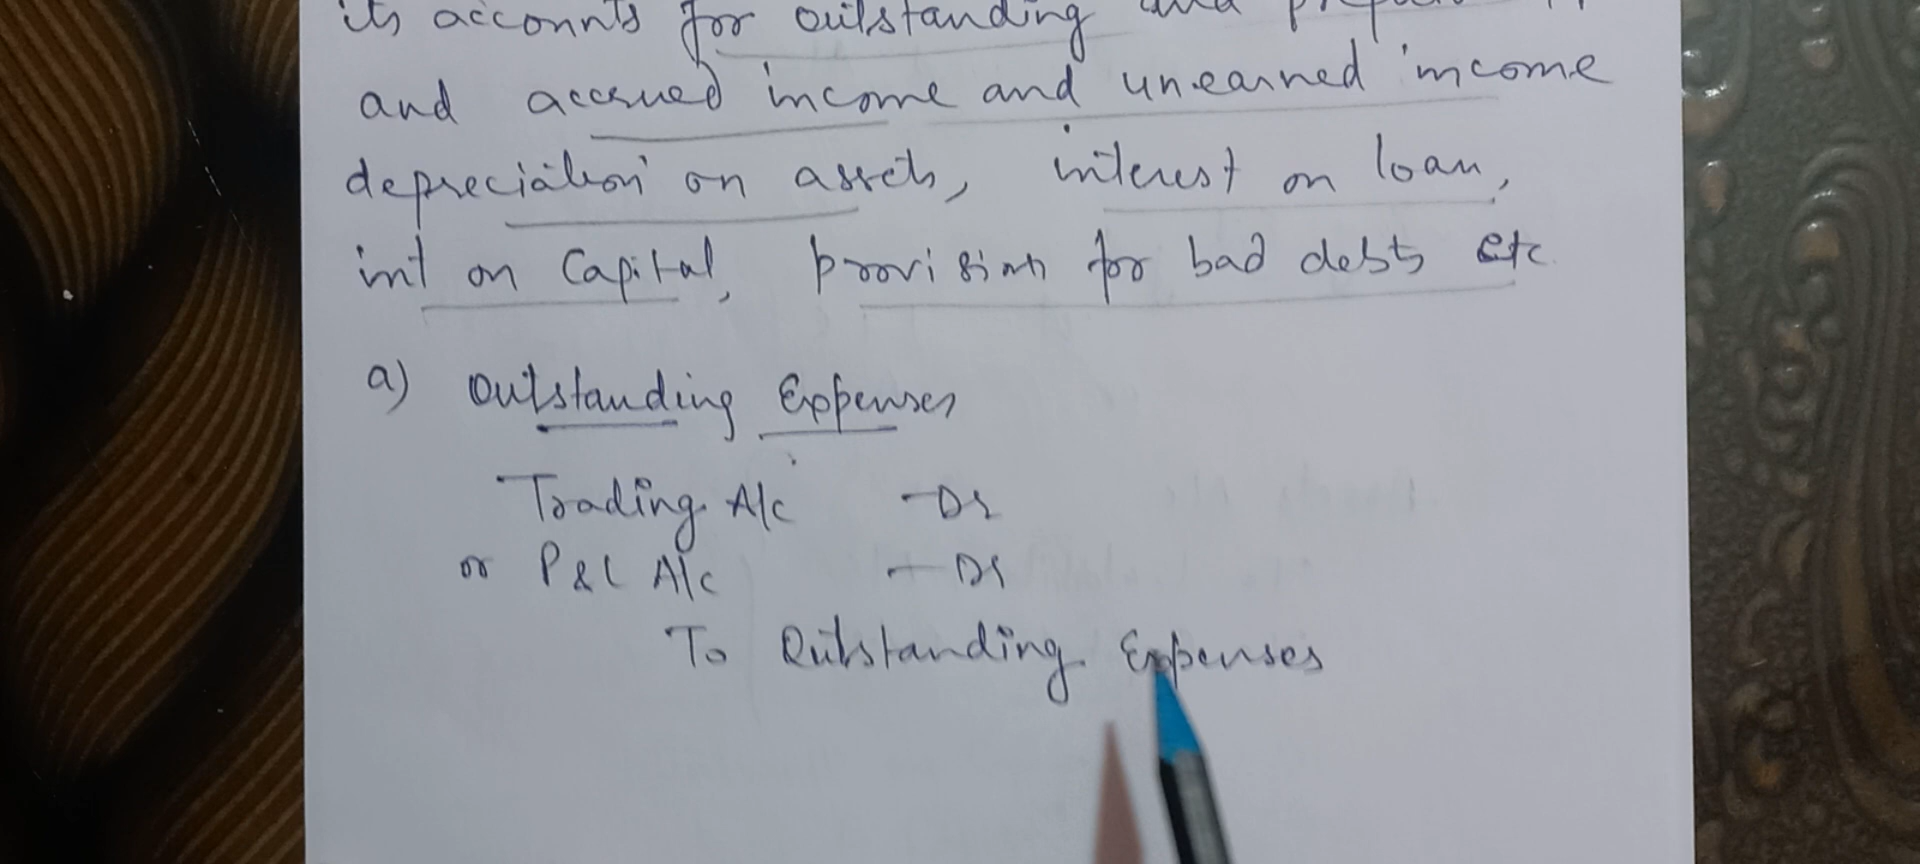 its accounts for outstanding and
and accrued income and unearned income
depreciation on assets, interest on loan,
int on Capital, provision for bad debts etc
a) Outstanding Expenses
Trading A/c - Dr
or P&L A/c - Dr
To Outstanding Expenses